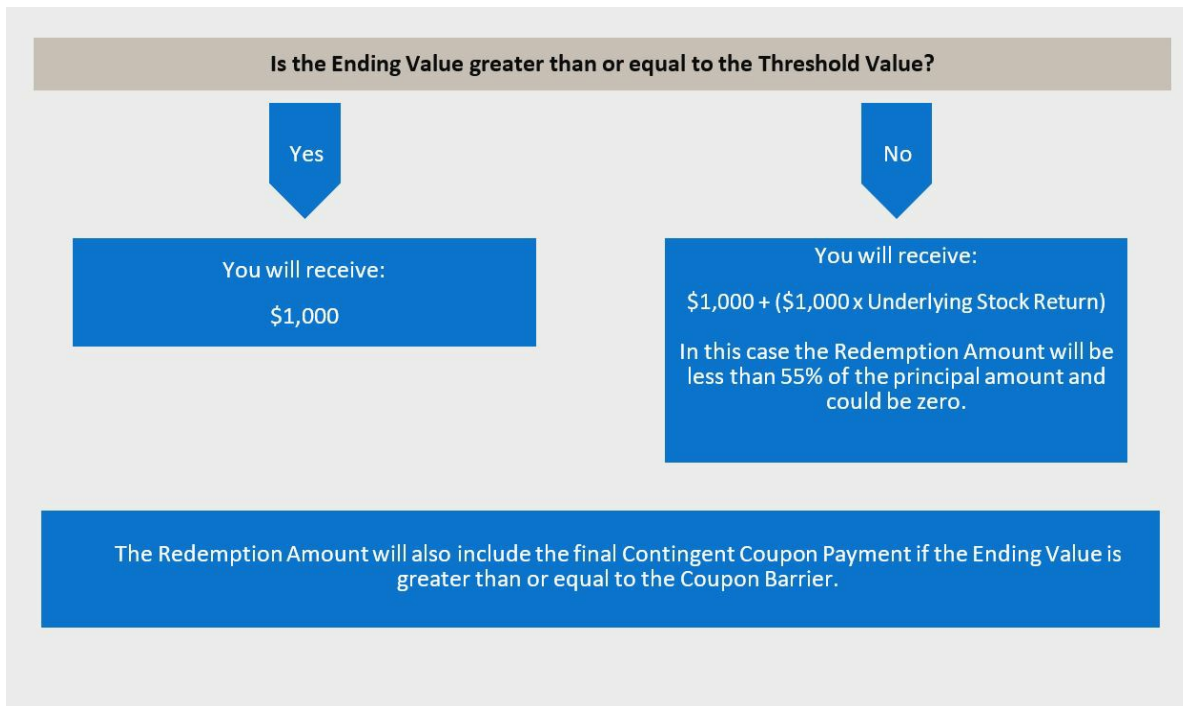 Is the Ending Value greater than or equal to the Threshold Value?
Yes
No
You will receive:
$1,000
You will receive:
$1,000 + ($1,000 x Underlying Stock Return)
In this case the Redemption Amount will be
less than 55% of the principal amount and
could be zero.
The Redemption Amount will also include the final Contingent Coupon Payment if the Ending Value is
greater than or equal to the Coupon Barrier.